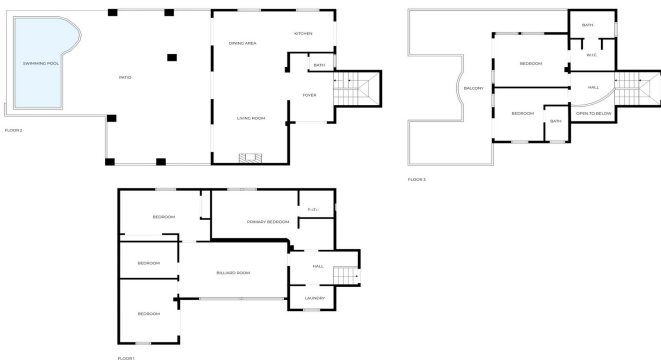 KITCHEN
DINING AREA
SWIMMING POOL
BATH
PATIO
FOYER
LIVING ROOM
FLOOR 2
BATH
W.I.C.
BEDROOM
HALL
BALCONY
BEDROOM
OPEN TO BELOW
BATH
FLOOR 3
BEDROOM
PRIMARY BEDROOM
BEDROOM
HALL
BILLIARD ROOM
LAUNDRY
BEDROOM
FLOOR 1